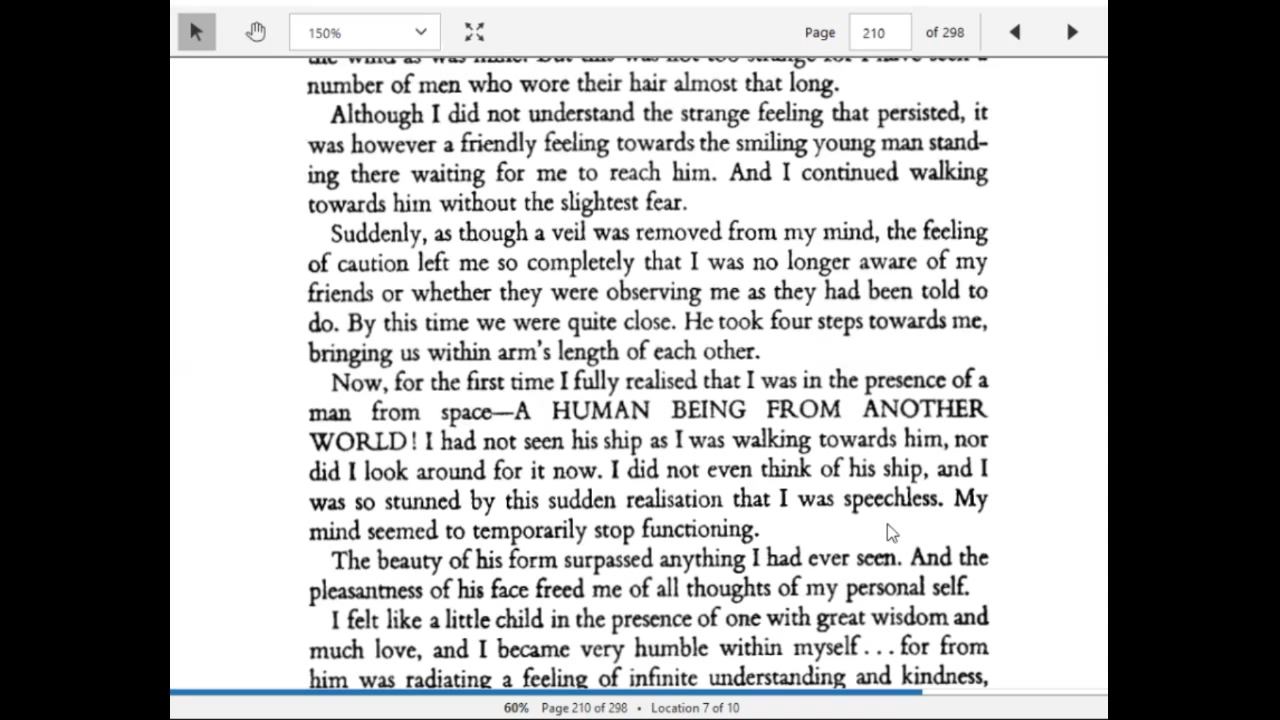 150%
Page 210 of 298
number of men who wore their hair almost that long.
Although I did not understand the strange feeling that persisted, it
was however a friendly feeling towards the smiling young man stand-
ing there waiting for me to reach him. And I continued walking
towards him without the slightest fear.
Suddenly, as though a veil was removed from my mind, the feeling
of caution left me so completely that I was no longer aware of my
friends or whether they were observing me as they had been told to
do. By this time we were quite close. He took four steps towards me,
bringing us within arm's length of each other.
Now, for the first time I fully realised that I was in the presence of a
man from space—A HUMAN BEING FROM ANOTHER
WORLD! I had not seen his ship as I was walking towards him, nor
did I look around for it now. I did not even think of his ship, and I
was so stunned by this sudden realisation that I was speechless. My
mind seemed to temporarily stop functioning.
The beauty of his form surpassed anything I had ever seen. And the
pleasantness of his face freed me of all thoughts of my personal self.
I felt like a little child in the presence of one with great wisdom and
much love, and I became very humble within myself... for from
him was radiating a feeling of infinite understanding and kindness,
60% Page 210 of 298 • Location 7 of 10